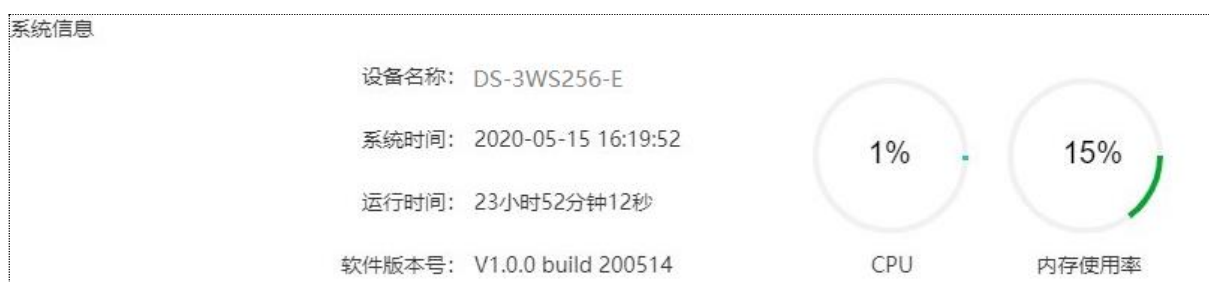 系统信息
设备名称： DS-3WS256-E
系统时间： 2020-05-15 16:19:52
运行时间： 23小时52分钟12秒
软件版本号： V1.0.0 build 200514
1%
CPU
15%
内存使用率